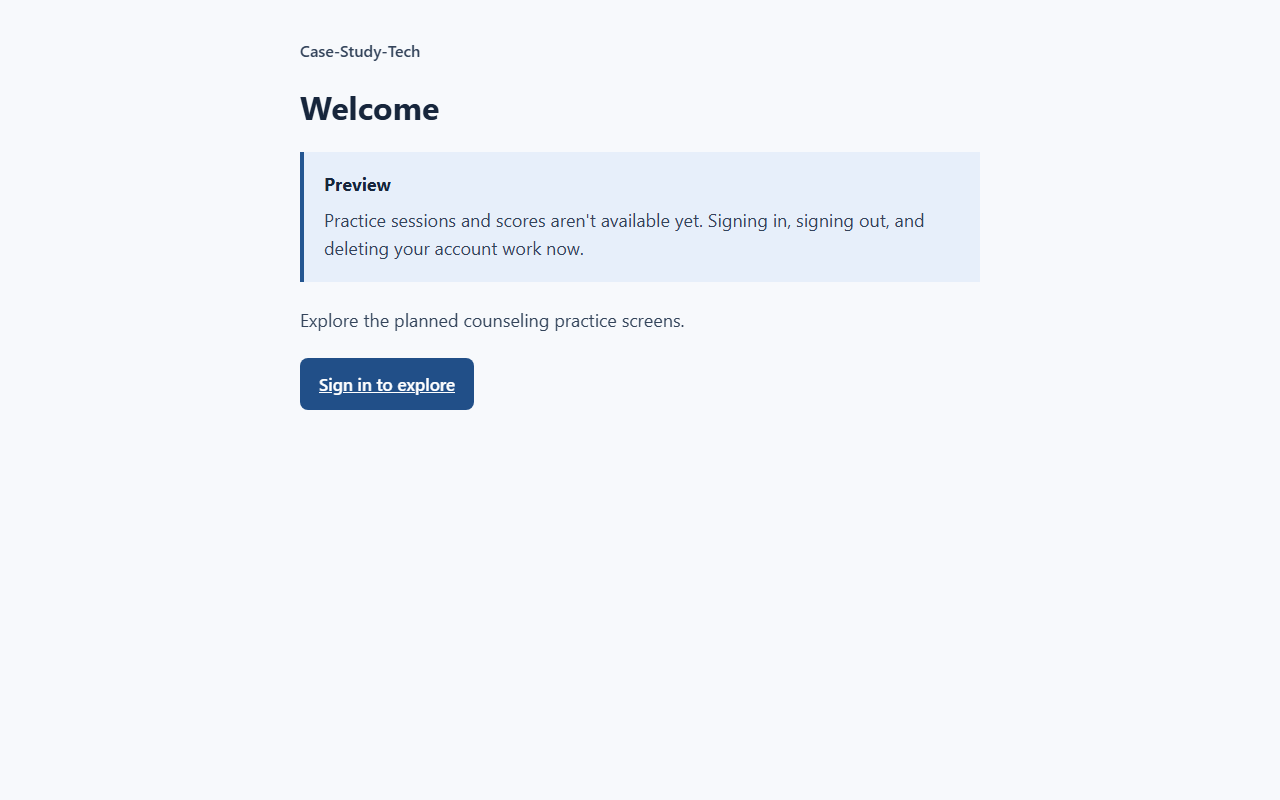 Case-Study-Tech
Welcome
Preview
Practice sessions and scores aren't available yet. Signing in, signing out, and
deleting your account work now.
Explore the planned counseling practice screens.
Sign in to explore